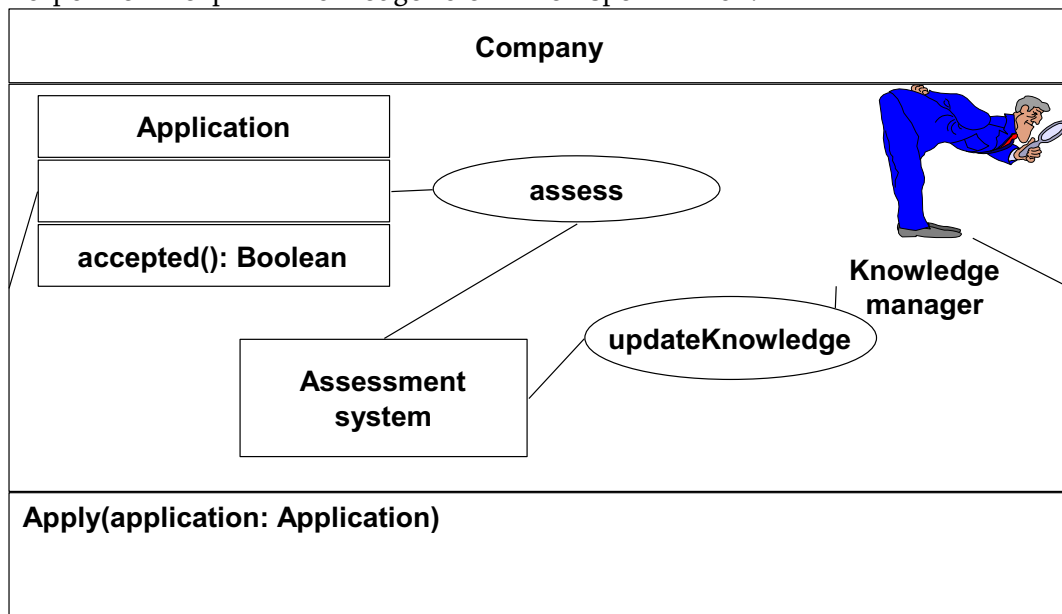 Company
Application
assess
accepted(): Boolean
Knowledge
manager
updateKnowledge
Assessment
system
Apply(application: Application)